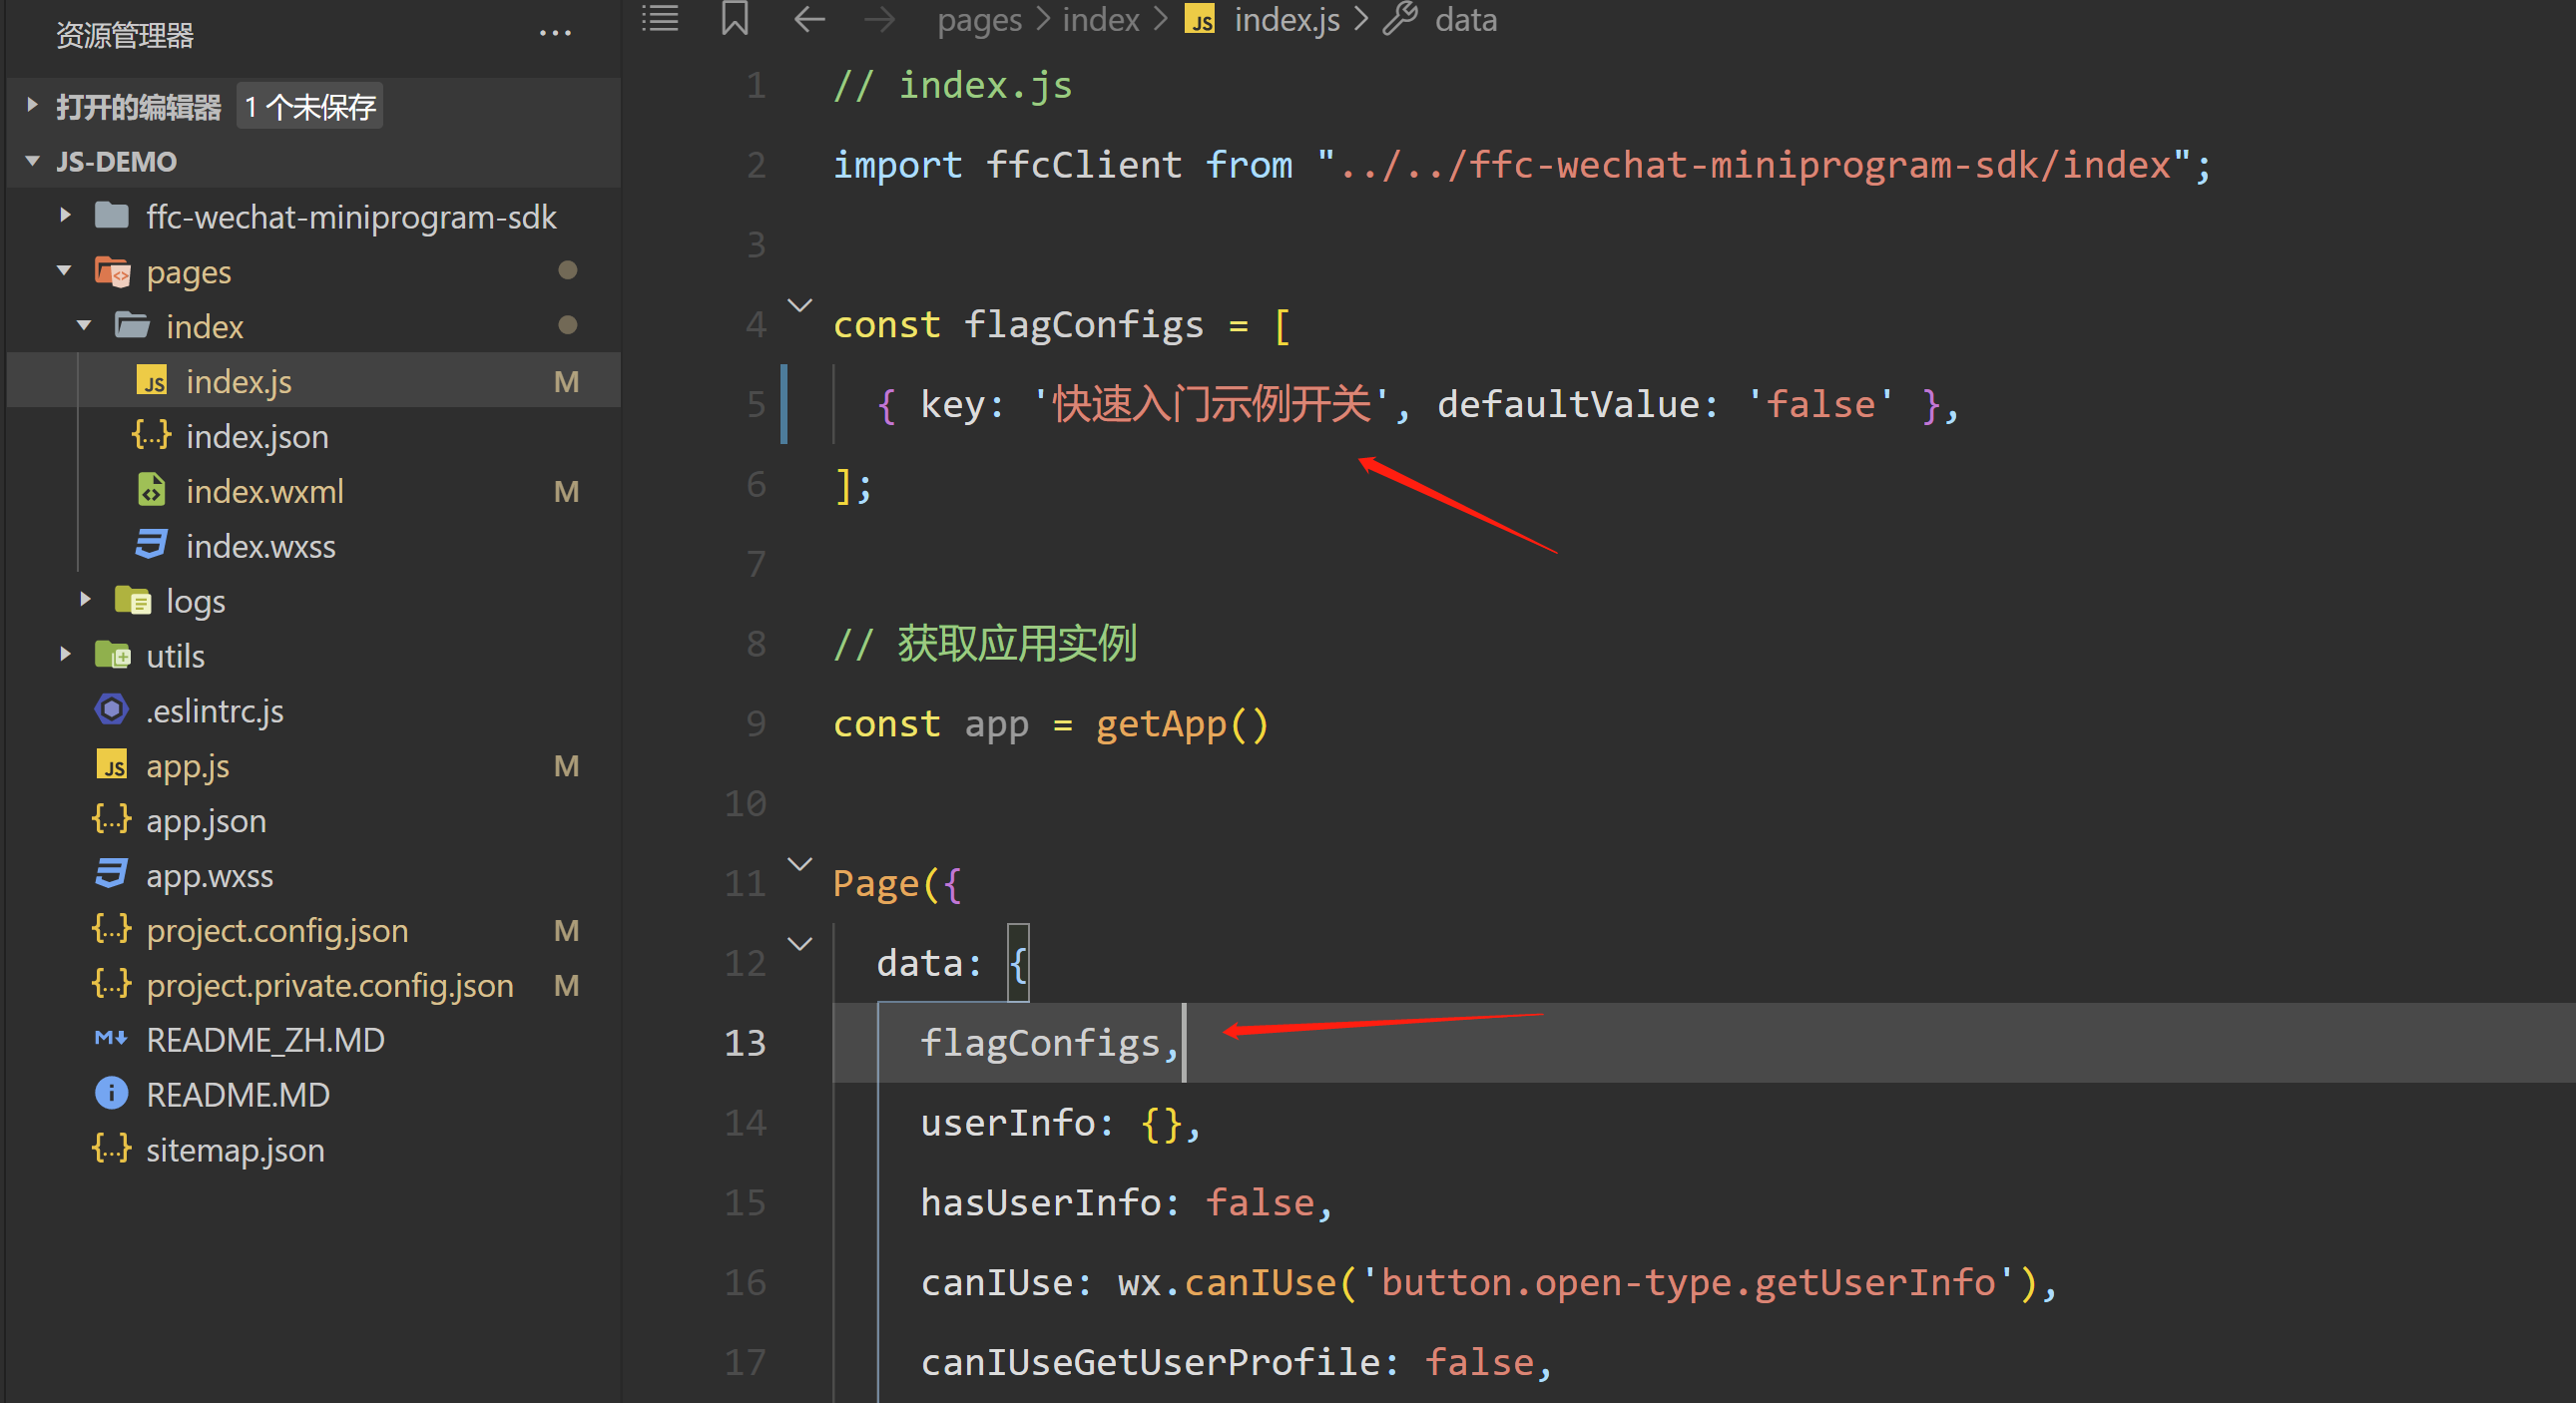 资源管理器
打开的编辑器 1 个未保存
JS-DEMO
ffc-wechat-miniprogram-sdk
pages
index
JS index.js M
{...} index.json
index.wxml M
index.wxss
logs
utils
.eslintrc.js
JS app.js M
{...} app.json
app.wxss
{...} project.config.json M
{...} project.private.config.json M
README_ZH.MD
README.MD
{...} sitemap.json
pages > index > JS index.js > data
1 // index.js
2 import ffcClient from "../../ffc-wechat-miniprogram-sdk/index";
3
4 const flagConfigs = [
5 { key: '快速入门示例开关', defaultValue: 'false' },
6 ];
7
8 // 获取应用实例
9 const app = getApp()
10
11 Page({
12 data: {
13 flagConfigs,
14 userInfo: {},
15 hasUserInfo: false,
16 canIUse: wx.canIUse('button.open-type.getUserInfo'),
17 canIUseGetUserProfile: false,